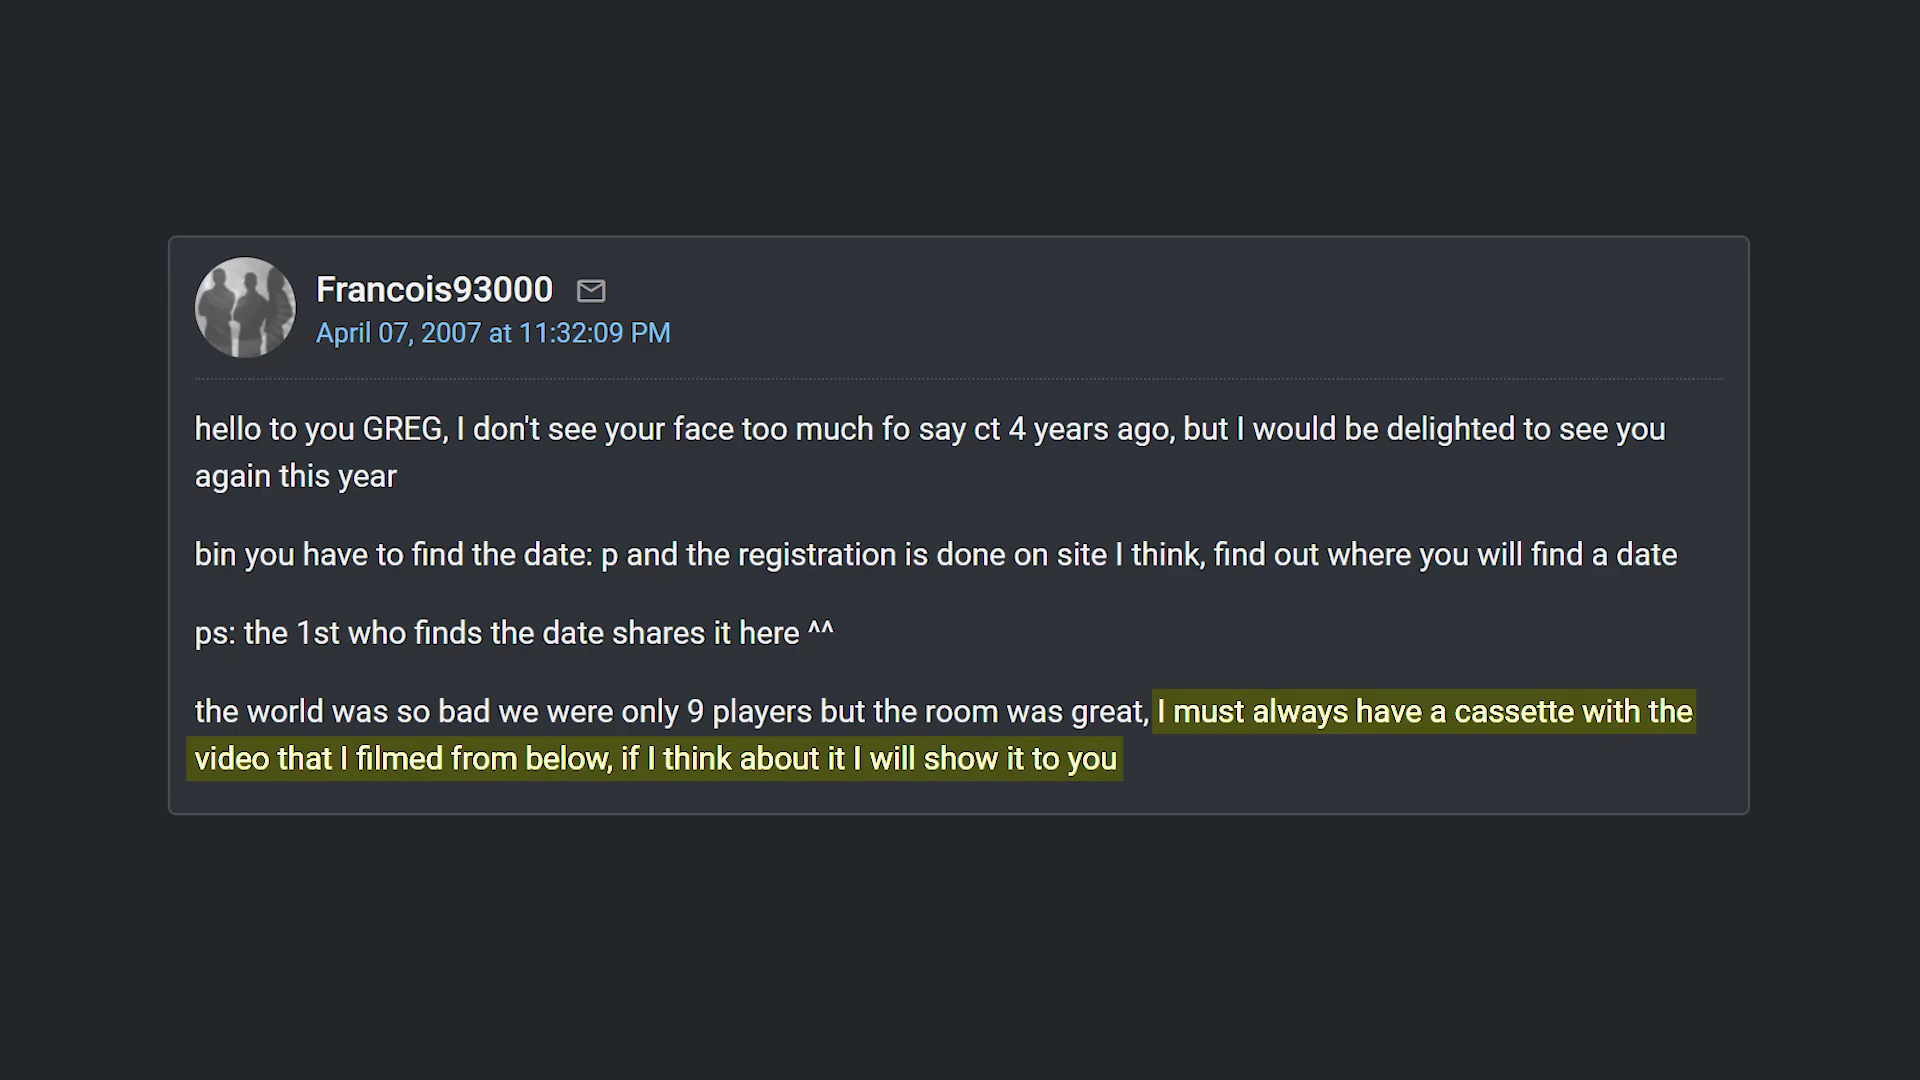 Francois93000
April 07, 2007 at 11:32:09 PM
hello to you GREG, I don't see your face too much fo say ct 4 years ago, but I would be delighted to see you
again this year
bin you have to find the date: p and the registration is done on site I think, find out where you will find a date
ps: the 1st who finds the date shares it here ^^
the world was so bad we were only 9 players but the room was great, I must always have a cassette with the
video that I filmed from below, if I think about it I will show it to you